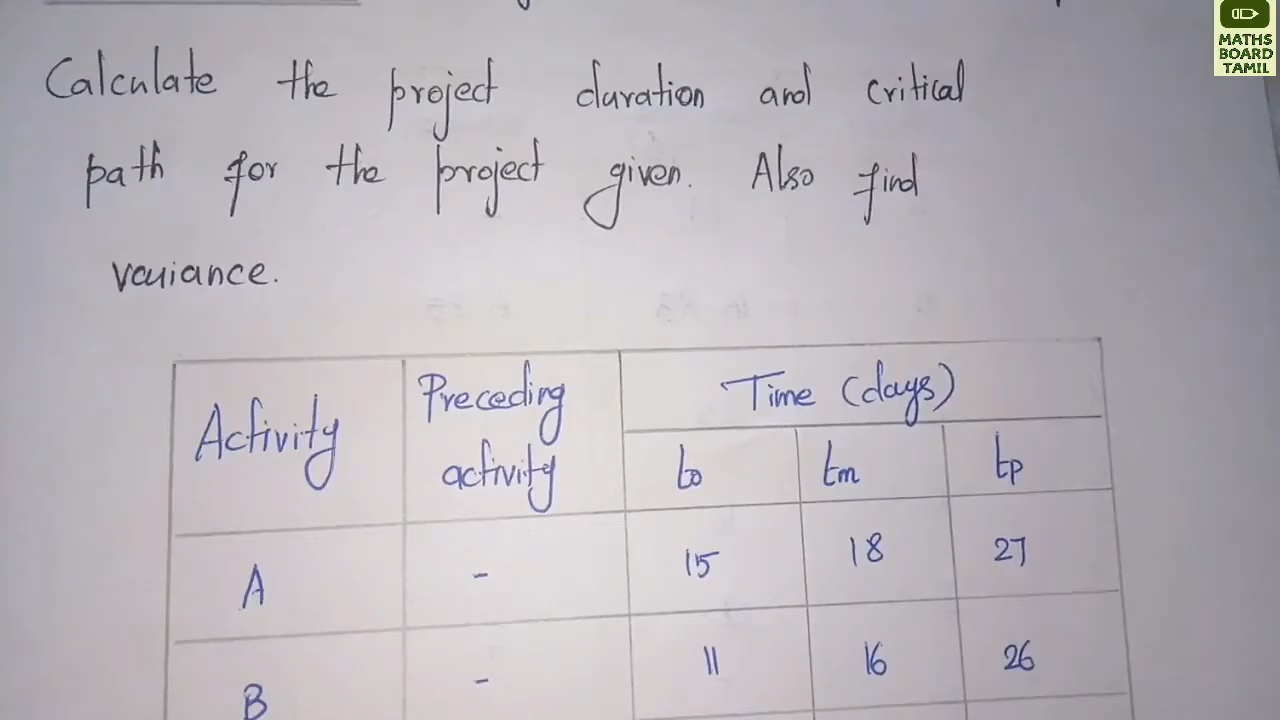 MATHS
BOARD
TAMIL
Calculate the project duration and critical
path for the project given. Also find
variance.
Activity Preceding activity Time (days)
to tm tp
A - 15 18 27
B - 11 16 26